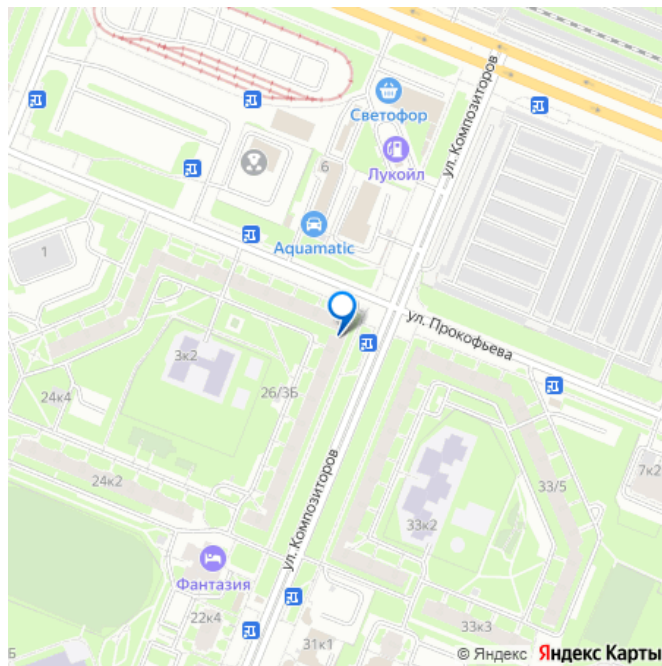 ул. Композиторов
Светофор
Лукойл
6
Aquamatic
1
ул. Прокофьева
3к2
26/3Б
24к4
33/5
7к2
24к2
ул. Композиторов
33к2
Фантазия
22к4
31к1
33к3
Б
© Яндекс Яндекс Карты